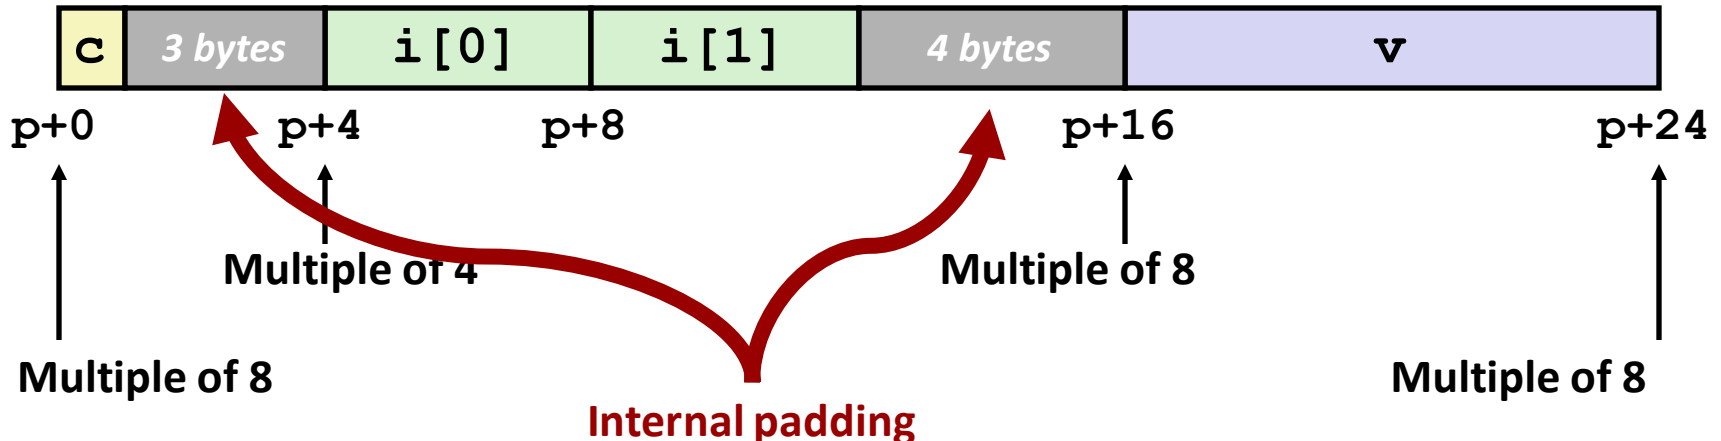 c 3 bytes i[0] i[1] 4 bytes v
p+0 p+4 p+8 p+16 p+24
Multiple of 4 Multiple of 8
Multiple of 8 Multiple of 8
Internal padding